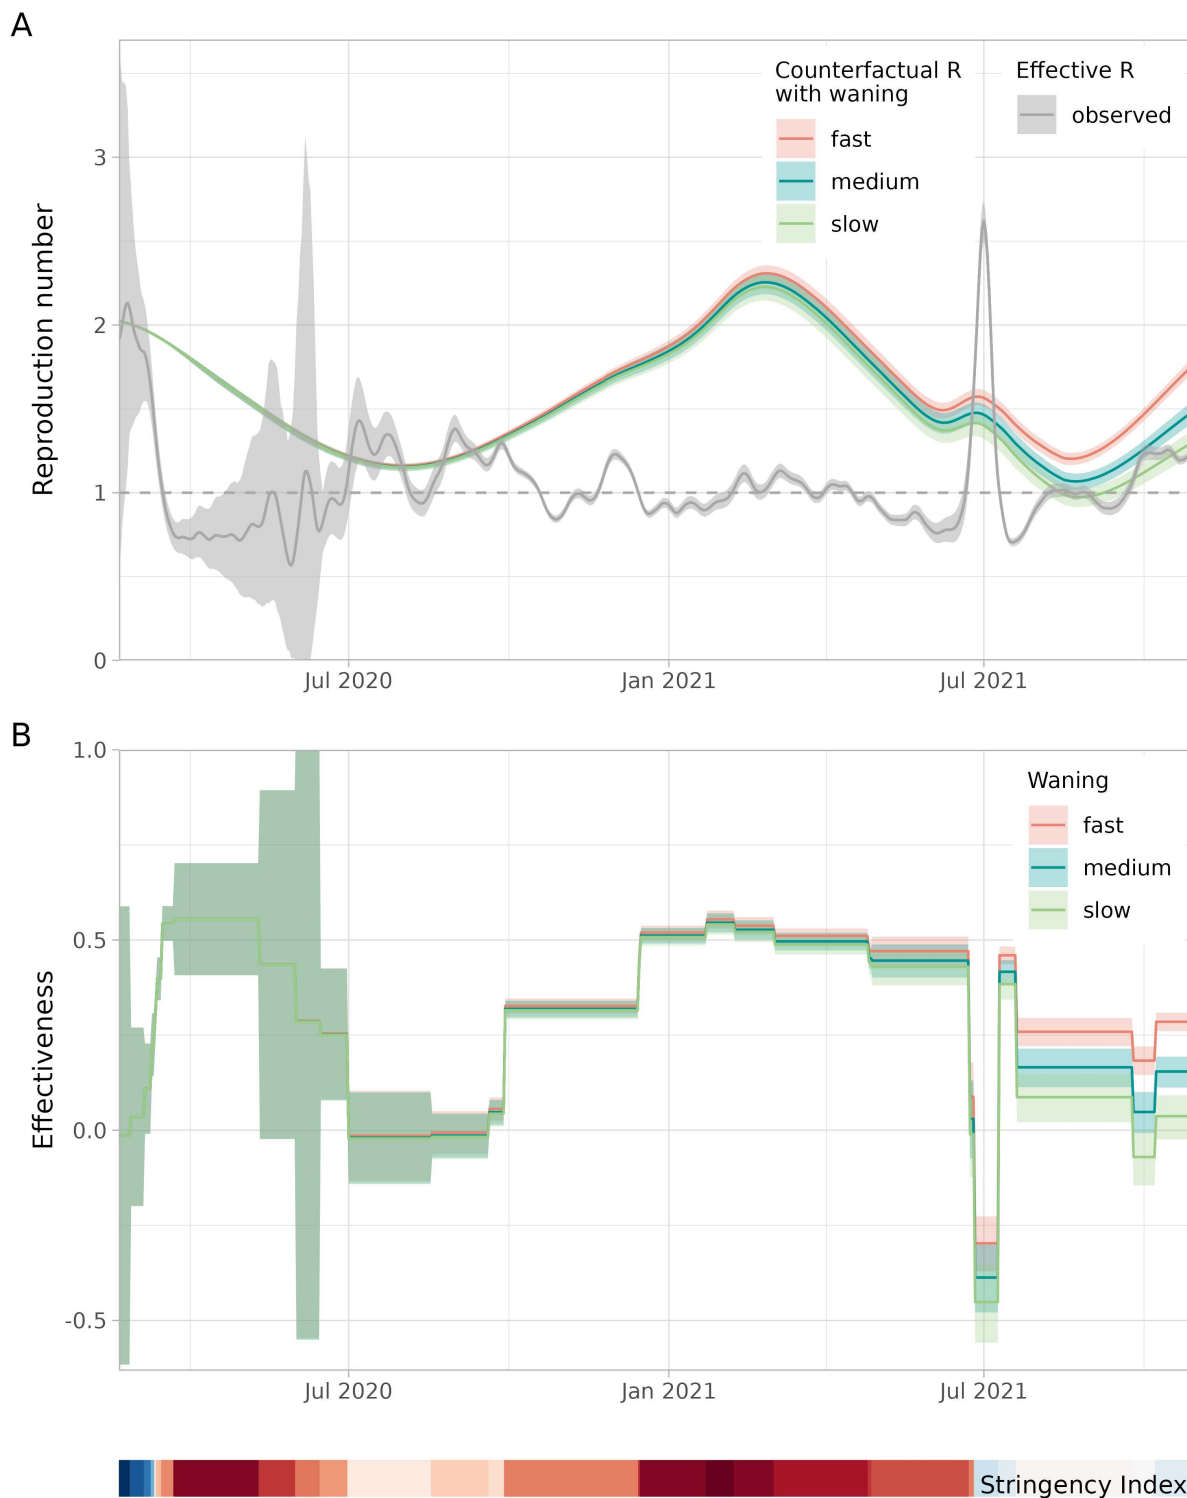 A
Counterfactual R
with waning
fast
medium
slow
Effective R
observed
Reproduction number
3
2
1
0
Jul 2020
Jan 2021
Jul 2021
B
Waning
fast
medium
slow
Effectiveness
1.0
0.5
0.0
-0.5
Jul 2020
Jan 2021
Jul 2021
Stringency Index